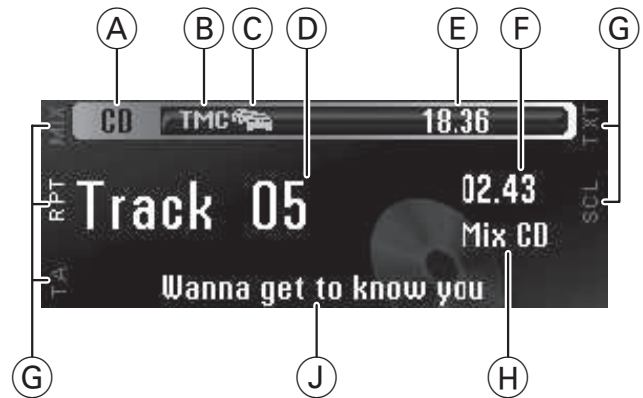 A B C D E F G
MIX CD TMC 18.36 TXT
RPT Track 05 02.43 SCL
Mix CD
TA Wanna get to know you
G J H